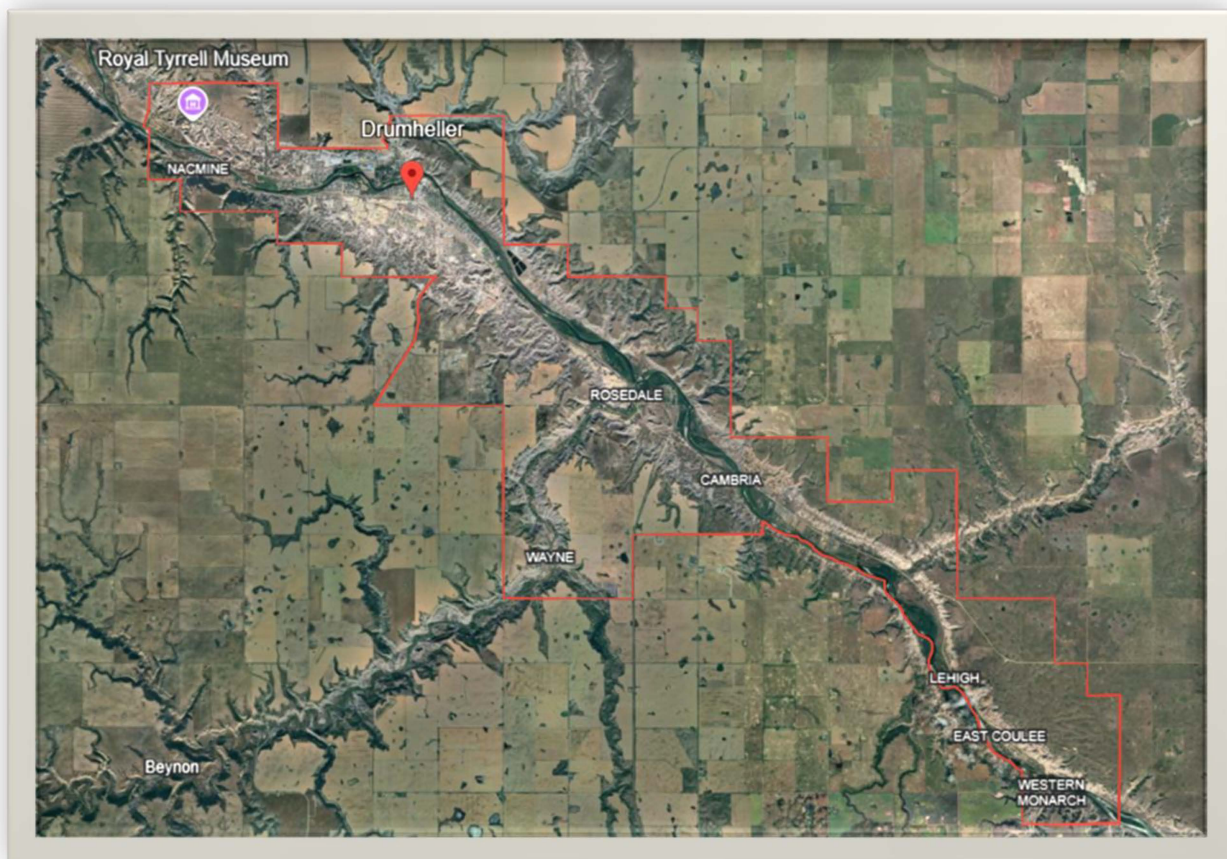 Royal Tyrrell Museum
Drumheller
NACMINE
ROSEDALE
CAMBRIA
WAYNE
LEHIGH
EAST COULEE
Beynon
WESTERN
MONARCH